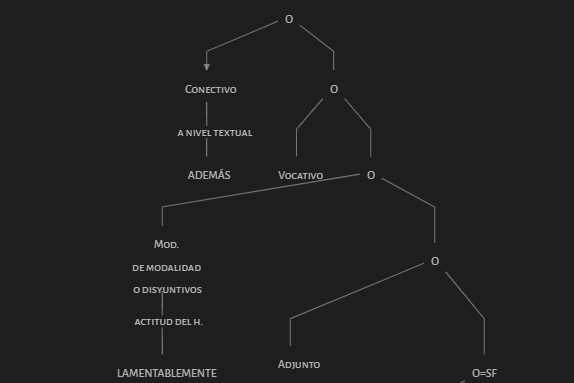 O
CONECTIVO
O
A NIVEL TEXTUAL
ADEMÁS
VOCATIVO
O
MOD.
DE MODALIDAD
O DISYUNTIVOS
O
ACTITUD DEL H.
ADJUNTO
LAMENTABLEMENTE
O=SF